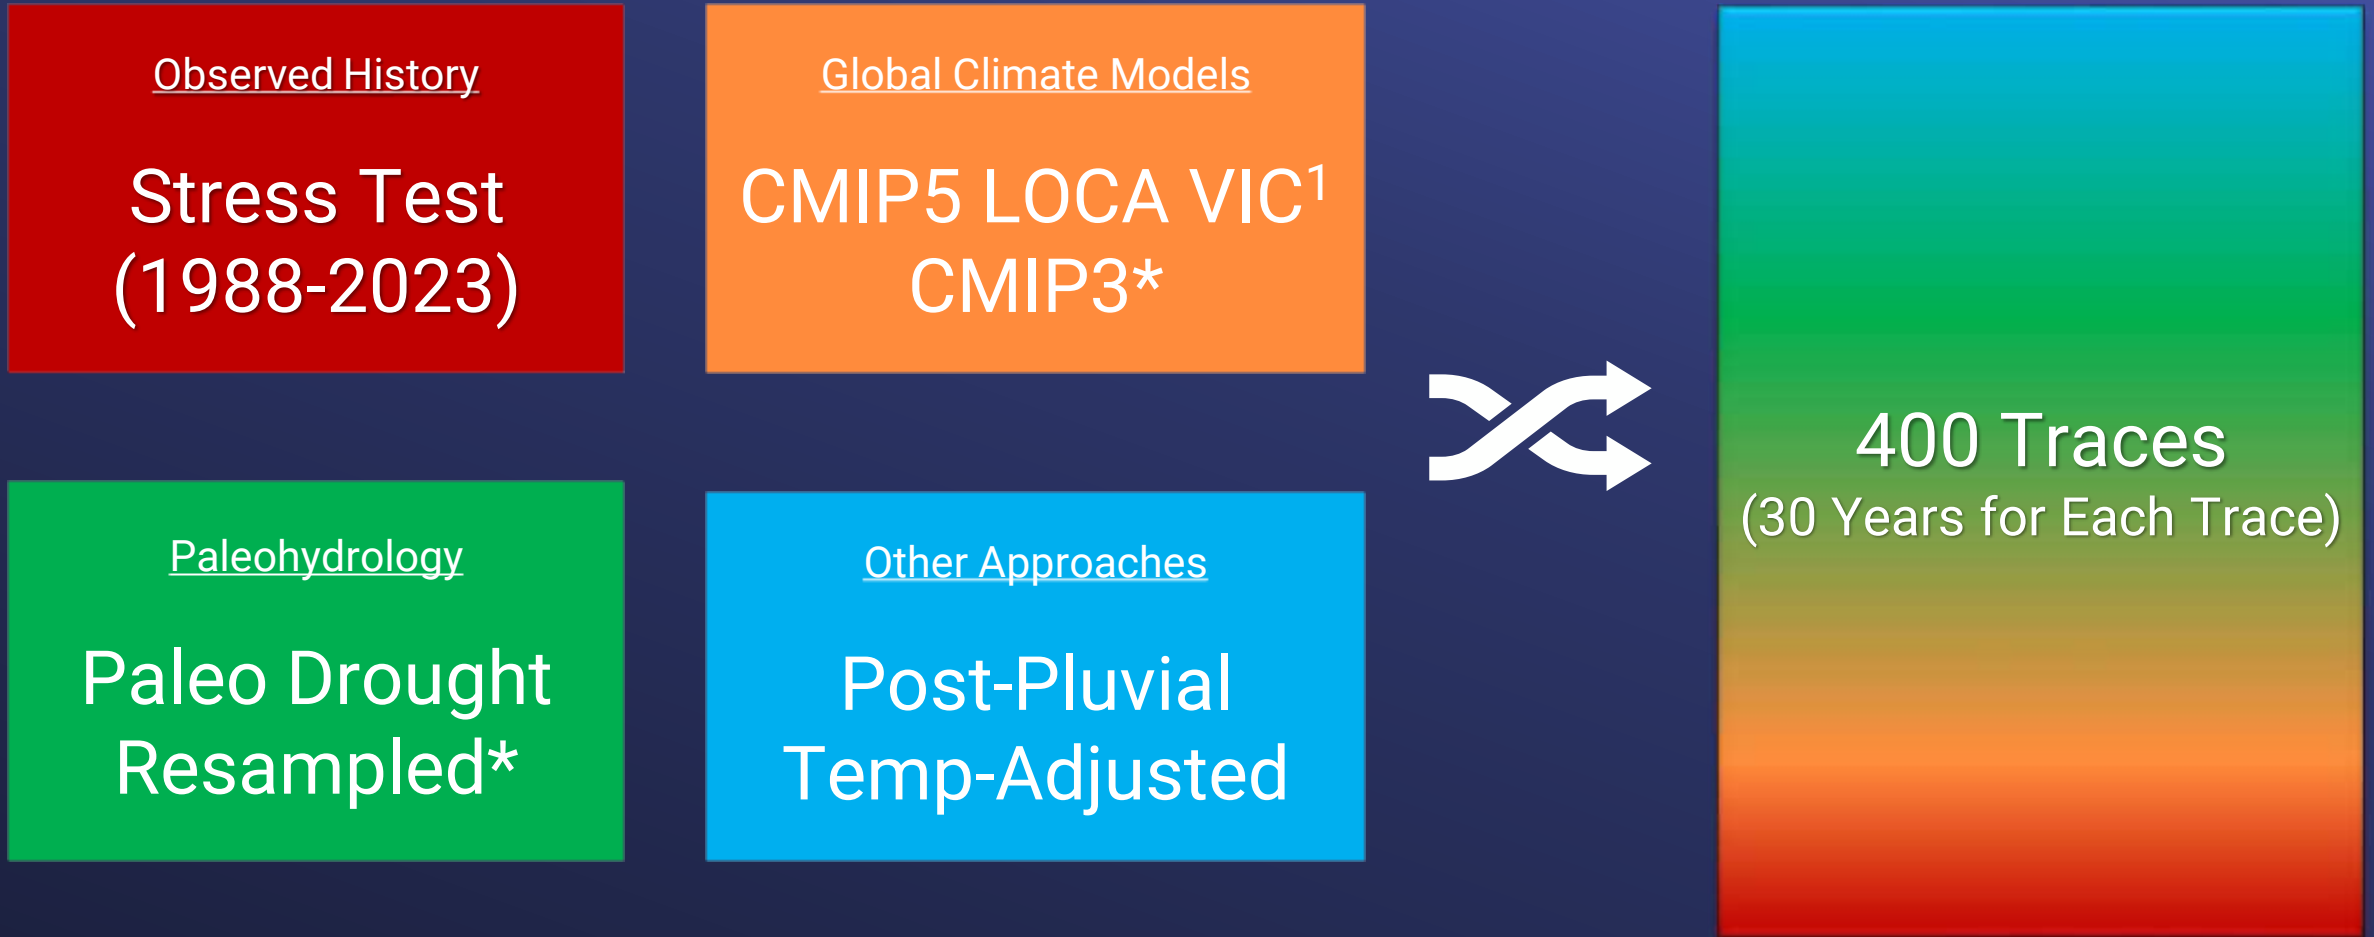 Observed History
Stress Test
(1988-2023)
Global Climate Models
CMIP5 LOCA VIC¹
CMIP3*
Paleohydrology
Paleo Drought
Resampled*
Other Approaches
Post-Pluvial
Temp-Adjusted
400 Traces
(30 Years for Each Trace)